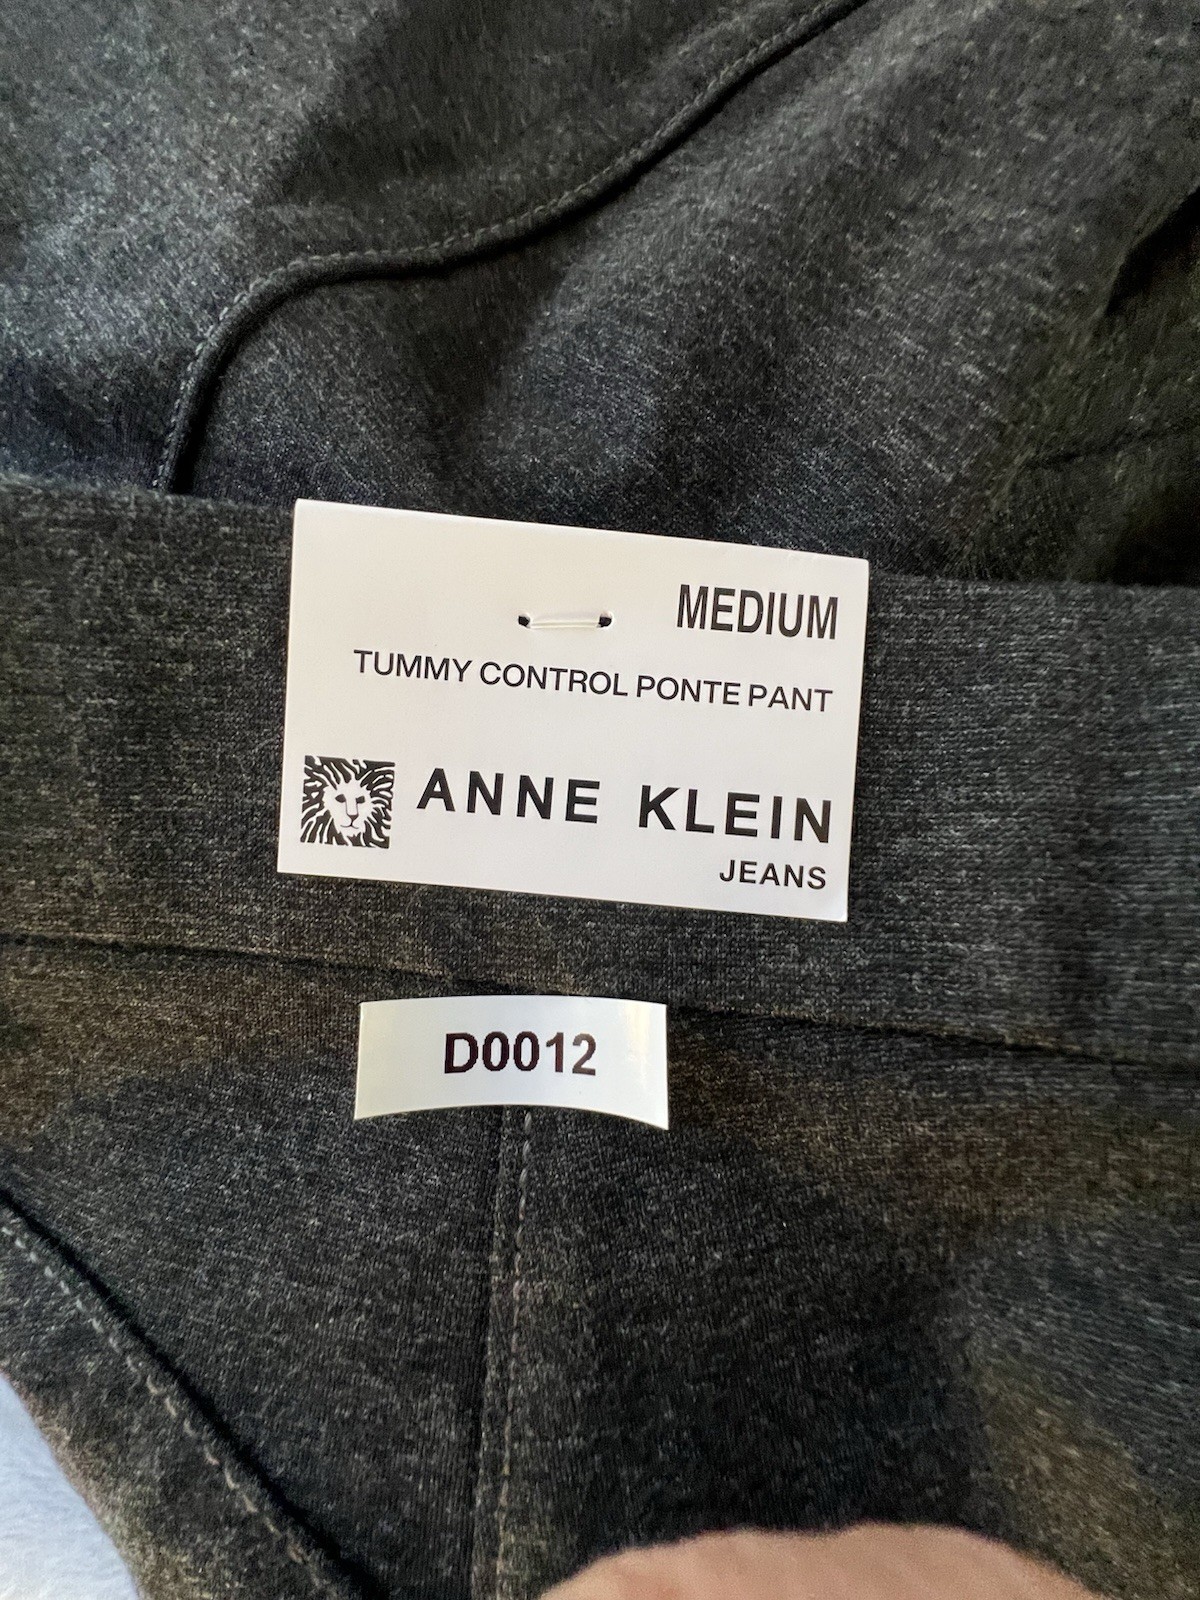 MEDIUM
TUMMY CONTROL PONTE PANT
ANNE KLEIN
JEANS
D0012